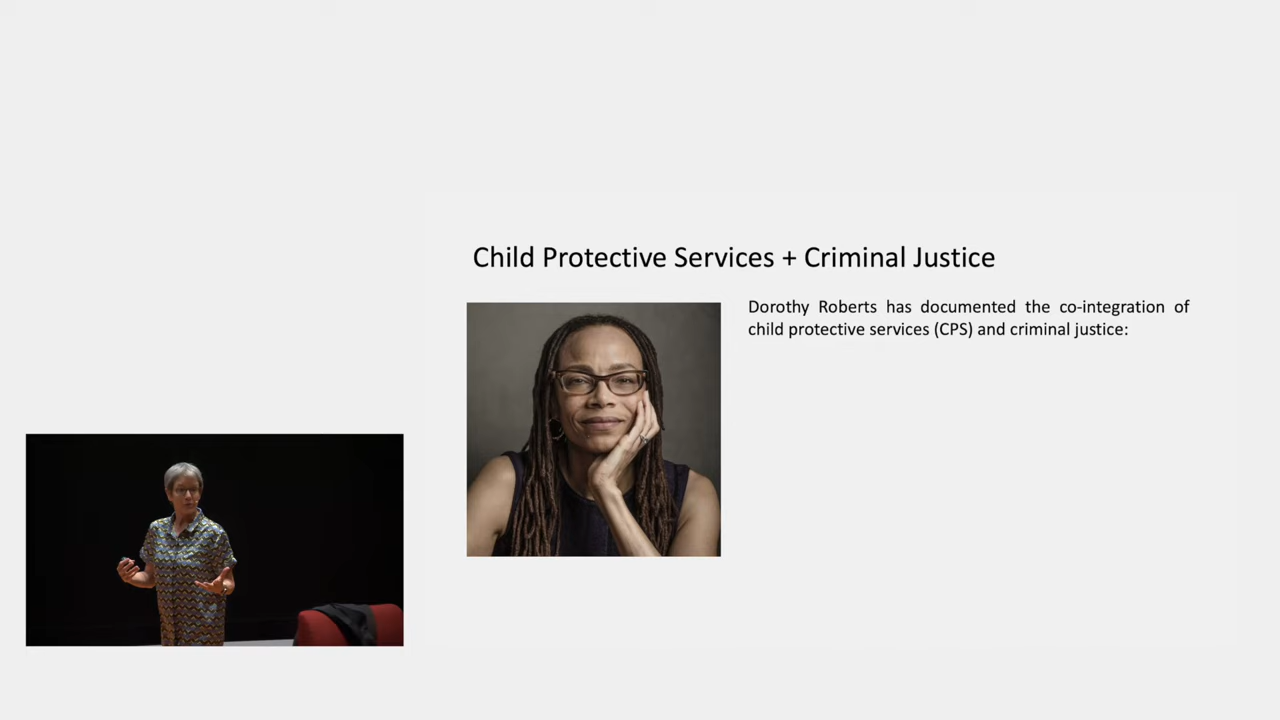 Child Protective Services + Criminal Justice
Dorothy Roberts has documented the co-integration of
child protective services (CPS) and criminal justice: